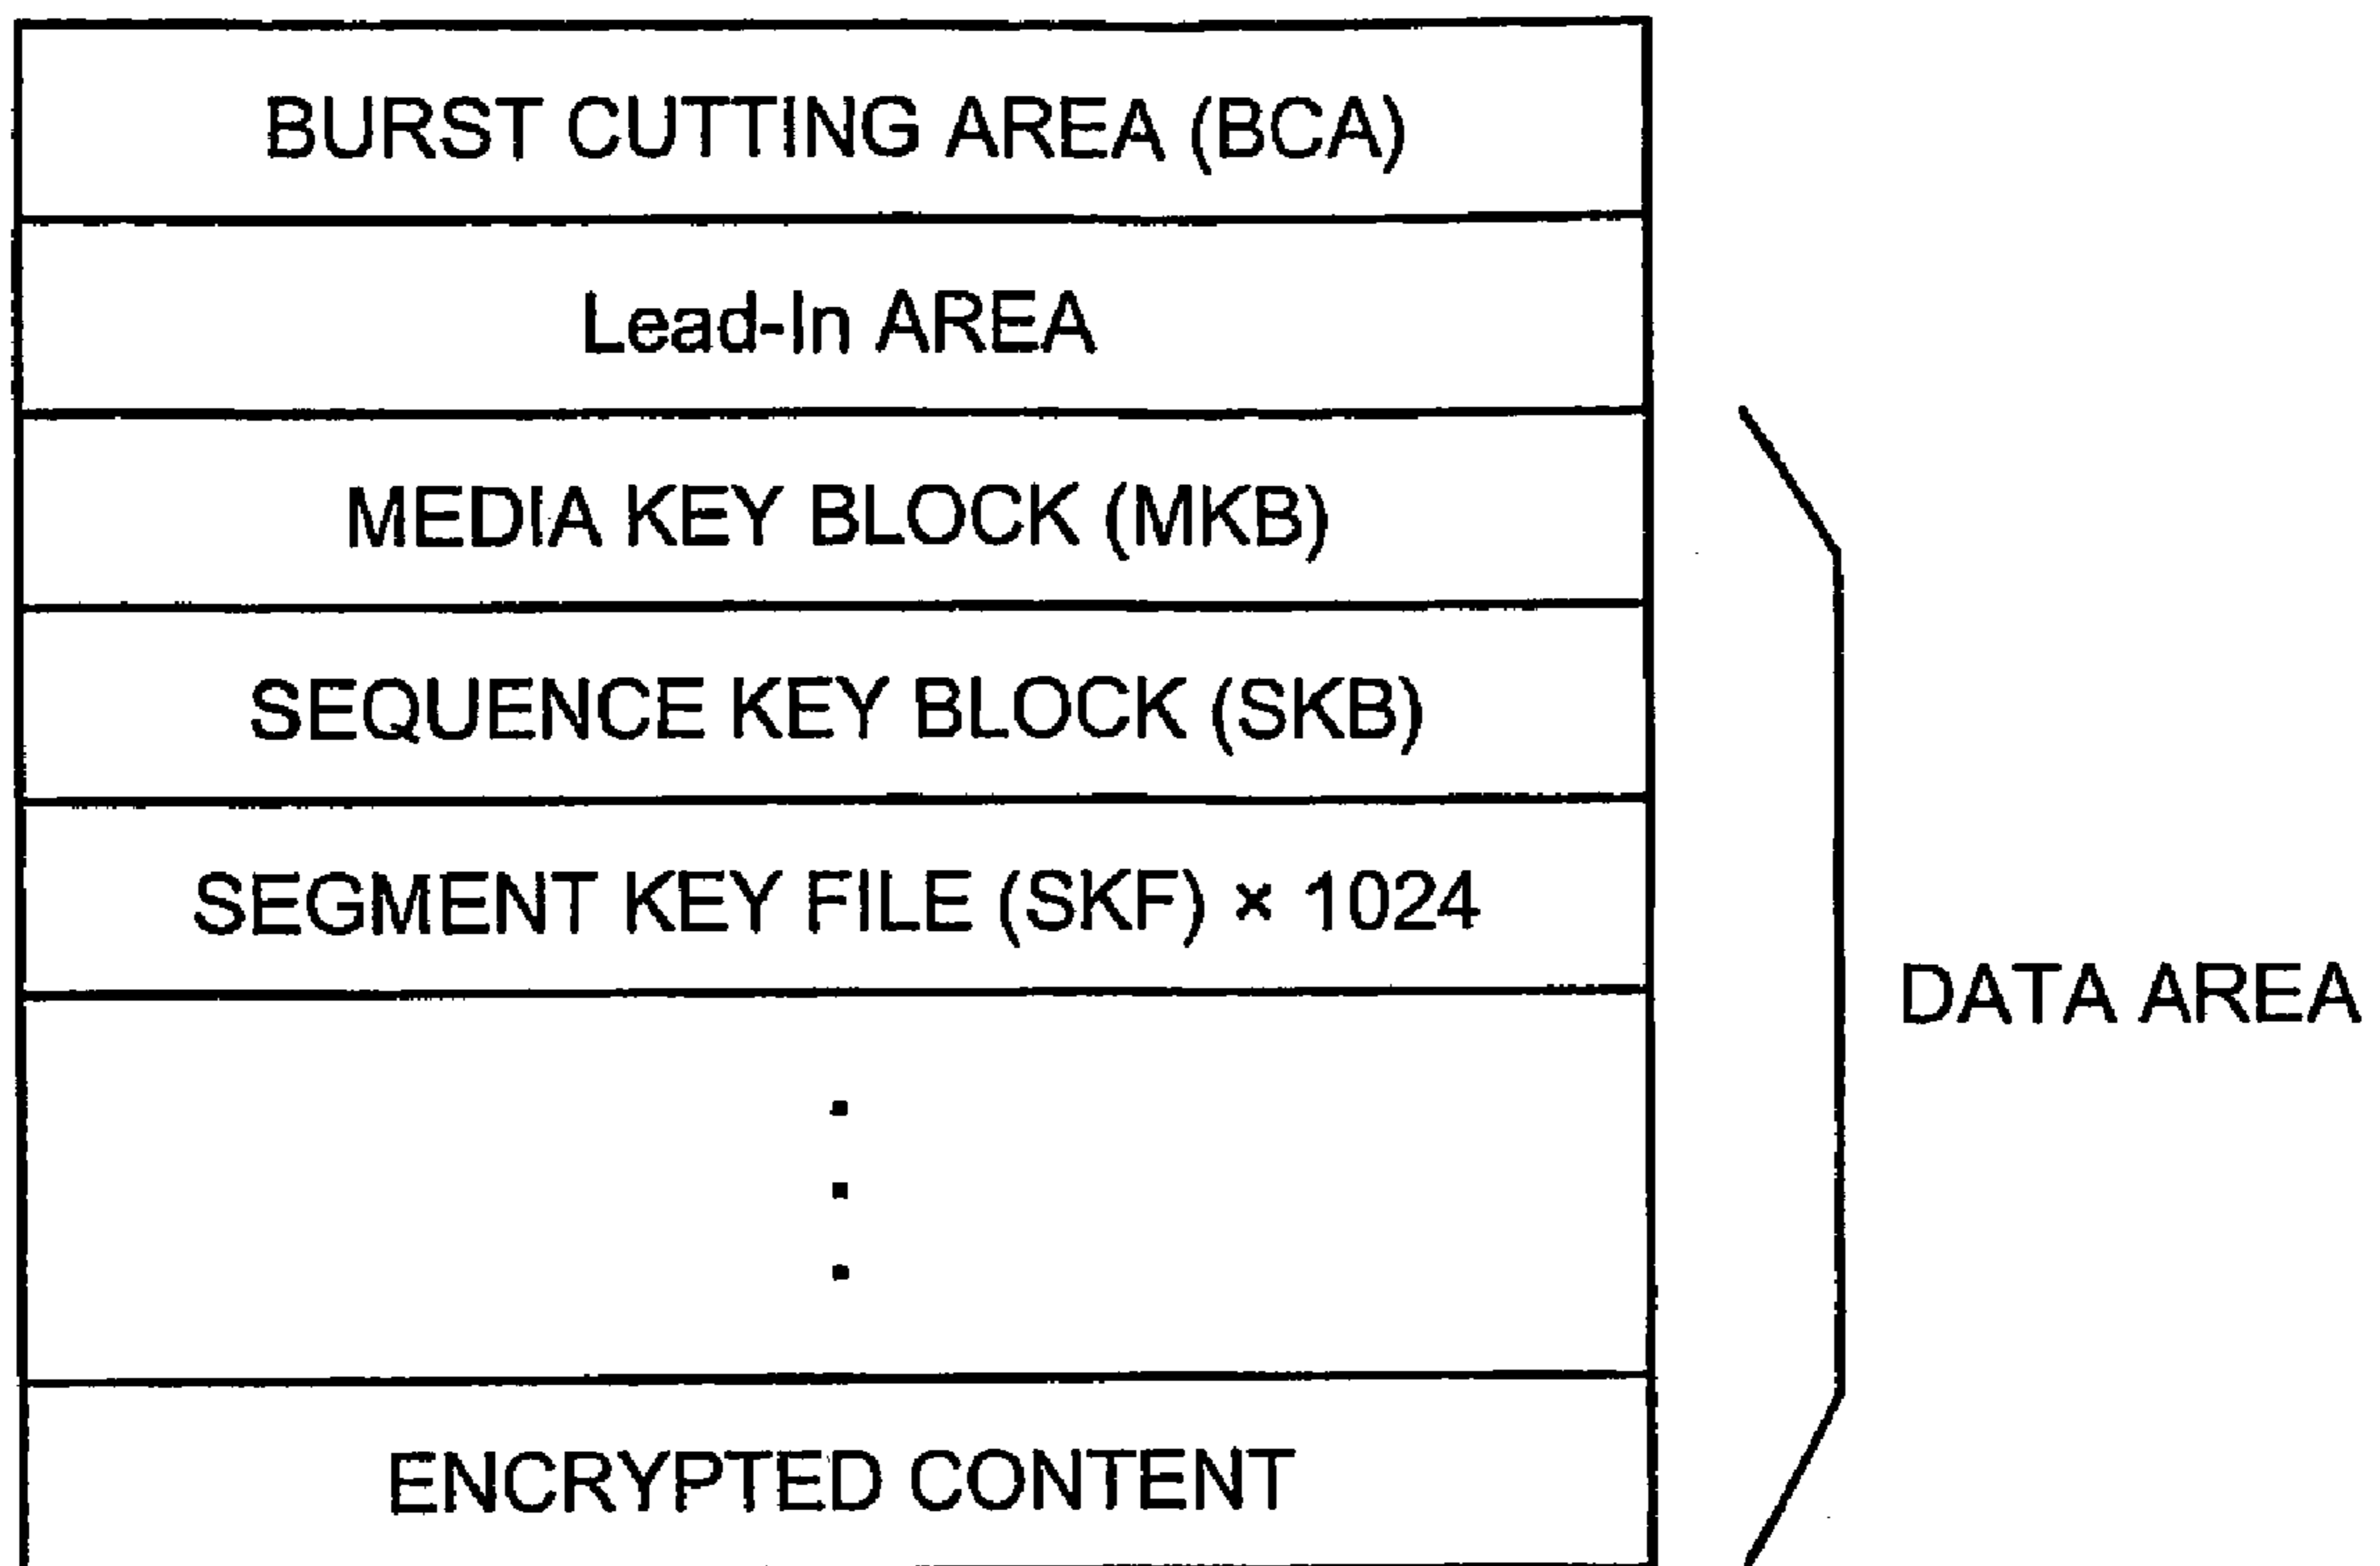 BURST CUTTING AREA (BCA)
Lead-In AREA
MEDIA KEY BLOCK (MKB)
SEQUENCE KEY BLOCK (SKB)
SEGMENT KEY FILE (SKF) × 1024
DATA AREA
ENCRYPTED CONTENT